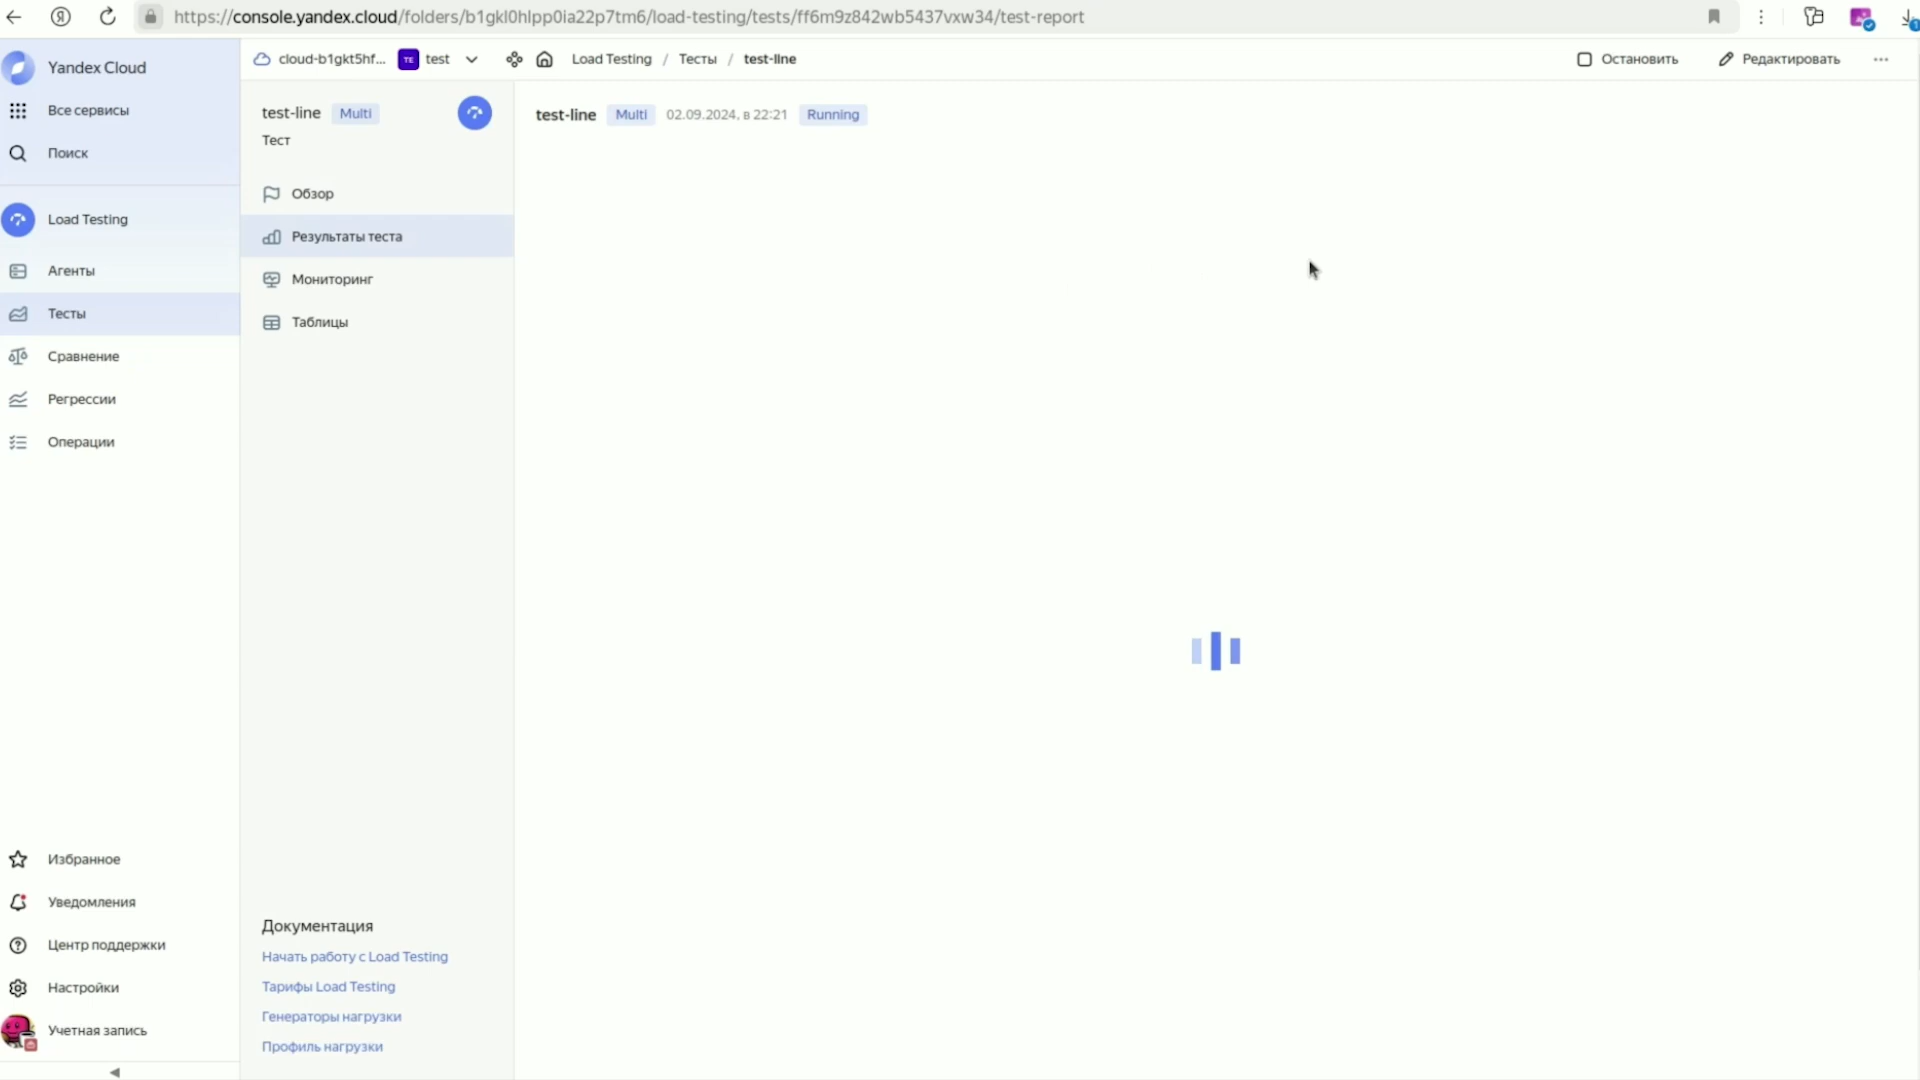 https://console.yandex.cloud/folders/b1gkl0hlpp0ia22p7tm6/load-testing/tests/ff6m9z842wb5437vxw34/test-report
Yandex Cloud
Все сервисы
Поиск
Load Testing
Агенты
Тесты
Сравнение
Регрессии
Операции
Избранное
Уведомления
Центр поддержки
Настройки
Учетная запись
cloud-b1gkt5hf... TE test Load Testing / Тесты / test-line Остановить Редактировать
test-line Multi
Тест
Обзор
Результаты теста
Мониторинг
Таблицы
Документация
Начать работу с Load Testing
Тарифы Load Testing
Генераторы нагрузки
Профиль нагрузки
test-line Multi 02.09.2024, в 22:21 Running